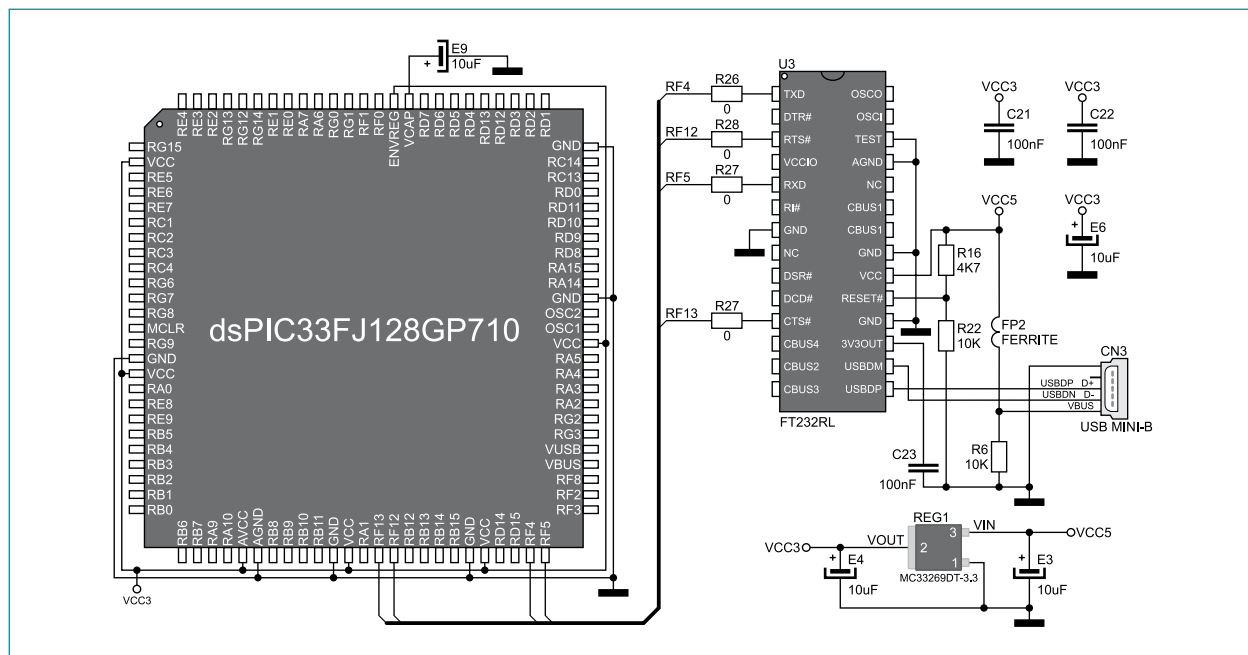 E9
+
10uF
RE4
RE3
RE2
RG13
RG12
RG14
RE1
RE0
RA7
RA6
RG0
RG1
RF1
RF0
ENVREG
VCAP
RD7
RD6
RD5
RD4
RD13
RD12
RD3
RD2
RD1
RG15
VCC
RE5
RE6
RE7
RC1
RC2
RC3
RC4
RG6
RG7
RG8
MCLR
RG9
GND
VCC
RA0
RE8
RE9
RB5
RB4
RB3
RB2
RB1
RB0
dsPIC33FJ128GP710
GND
RC14
RC13
RD0
RD11
RD10
RD9
RD8
RA15
RA14
GND
OSC2
OSC1
VCC
RA5
RA4
RA3
RA2
RG2
RG3
VUSB
VBUS
RF8
RF2
RF3
RB6
RB7
RA9
RA10
AVCC
AGND
RB8
RB9
RB10
RB11
GND
VCC
RA1
RF13
RF12
RB12
RB13
RB14
RB15
GND
VCC
RD14
RD15
RF4
RF5
VCC3
RF4
R26
0
RF12
R28
0
RF5
R27
0
RF13
R27
0
U3
TXD
DTR#
RTS#
VCCIO
RXD
RI#
GND
NC
DSR#
DCD#
CTS#
CBUS4
CBUS2
CBUS3
OSCO
OSCI
TEST
AGND
NC
CBUS1
CBUS1
GND
VCC
RESET#
GND
3V3OUT
USBDM
USBDP
FT232RL
VCC3
C21
100nF
VCC3
C22
100nF
VCC5
VCC3
+
E6
10uF
R16
4K7
R22
10K
FP2
FERRITE
CN3
USBDP D+
USBDN D-
VBUS
USB MINI-B
C23
100nF
R6
10K
REG1
VCC3
VOUT
2
3
1
VIN
VCC5
MC33269DT-3.3
+
E4
10uF
+
E3
10uF